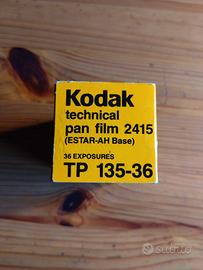 Kodak
technical
pan film 2415
(ESTAR-AH Base)
36 EXPOSURES
TP 135-36
subito